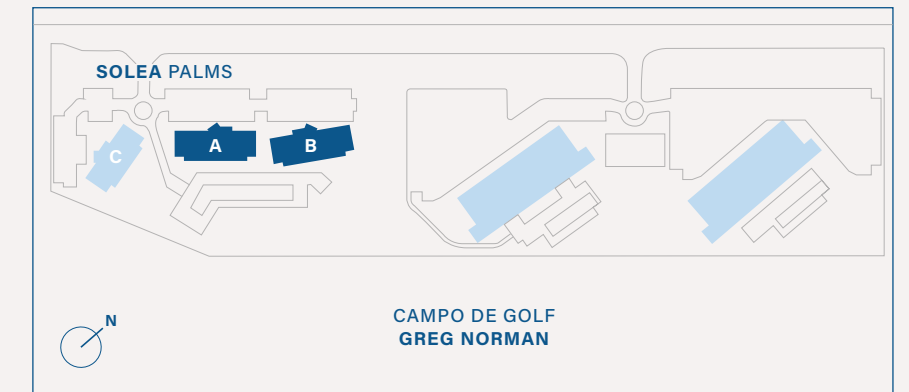 SOLEA PALMS
A
B
C
N
CAMPO DE GOLF
GREG NORMAN